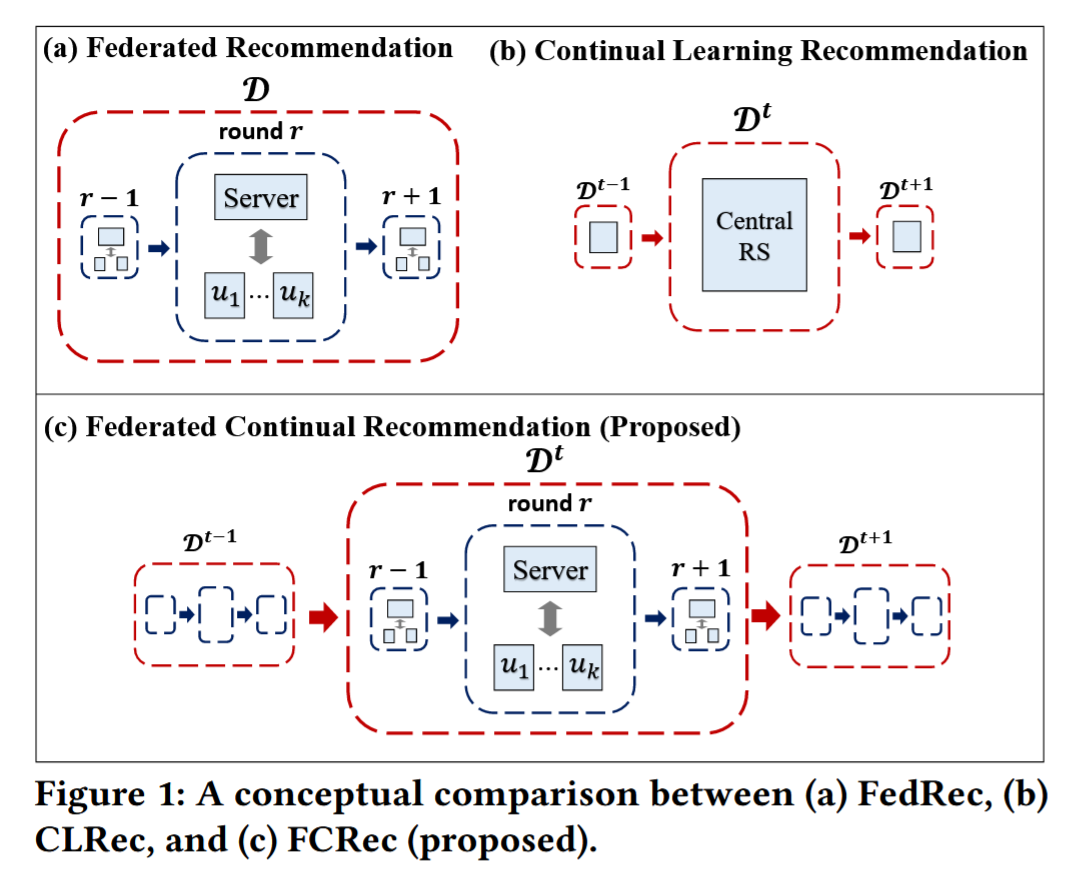 (a) Federated Recommendation
𝒟
round r
r − 1
Server
u₁ ... uₖ
r + 1
(b) Continual Learning Recommendation
𝒟ᵗ
𝒟ᵗ⁻¹
Central
RS
𝒟ᵗ⁺¹
(c) Federated Continual Recommendation (Proposed)
𝒟ᵗ
round r
𝒟ᵗ⁻¹
r − 1
Server
u₁ ... uₖ
r + 1
𝒟ᵗ⁺¹
Figure 1: A conceptual comparison between (a) FedRec, (b)
CLRec, and (c) FCRec (proposed).